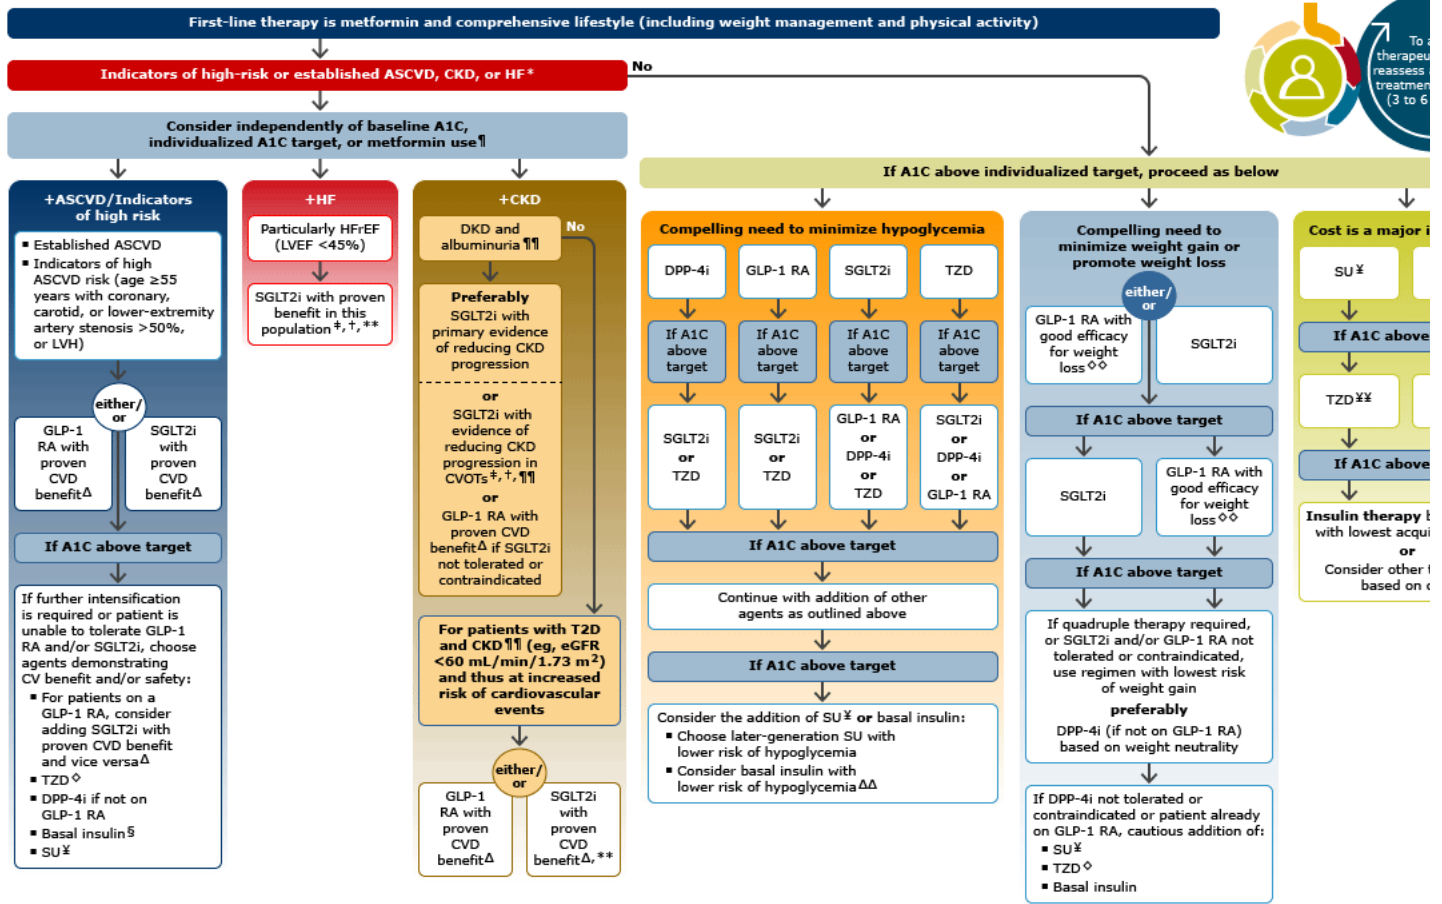 First-line therapy is metformin and comprehensive lifestyle (including weight management and physical activity)
Indicators of high-risk or established ASCVD, CKD, or HF*
No
Consider independently of baseline A1C,
individualized A1C target, or metformin use¶
To a
therapeu
reassess
treatment
(3 to 6
If A1C above individualized target, proceed as below
+ASCVD/Indicators
of high risk
▪ Established ASCVD
▪ Indicators of high
ASCVD risk (age ≥55
years with coronary,
carotid, or lower-extremity
artery stenosis >50%,
or LVH)
either/
or
GLP-1
RA with
proven
CVD
benefitΔ
SGLT2i
with
proven
CVD
benefitΔ
If A1C above target
If further intensification
is required or patient is
unable to tolerate GLP-1
RA and/or SGLT2i, choose
agents demonstrating
CV benefit and/or safety:
▪ For patients on a
GLP-1 RA, consider
adding SGLT2i with
proven CVD benefit
and vice versaΔ
▪ TZD◇
▪ DPP-4i if not on
GLP-1 RA
▪ Basal insulin§
▪ SU¥
+HF
Particularly HFrEF
(LVEF <45%)
SGLT2i with proven
benefit in this
population‡,†,**
+CKD
DKD and
albuminuria¶¶
No
Preferably
SGLT2i with
primary evidence
of reducing CKD
progression
or
SGLT2i with
evidence of
reducing CKD
progression in
CVOTs‡,†,¶¶
or
GLP-1 RA with
proven CVD
benefitΔ if SGLT2i
not tolerated or
contraindicated
For patients with T2D
and CKD¶¶ (eg, eGFR
<60 mL/min/1.73 m²)
and thus at increased
risk of cardiovascular
events
either/
or
GLP-1
RA with
proven
CVD
benefitΔ
SGLT2i
with
proven
CVD
benefitΔ,**
Compelling need to minimize hypoglycemia
DPP-4i
GLP-1 RA
SGLT2i
TZD
If A1C
above
target
If A1C
above
target
If A1C
above
target
If A1C
above
target
SGLT2i
or
TZD
SGLT2i
or
TZD
GLP-1 RA
or
DPP-4i
or
TZD
SGLT2i
or
DPP-4i
or
GLP-1 RA
If A1C above target
Continue with addition of other
agents as outlined above
If A1C above target
Consider the addition of SU¥ or basal insulin:
▪ Choose later-generation SU with
lower risk of hypoglycemia
▪ Consider basal insulin with
lower risk of hypoglycemiaΔΔ
Compelling need to
minimize weight gain or
promote weight loss
either/
or
GLP-1 RA with
good efficacy
for weight
loss◇◇
SGLT2i
If A1C above target
SGLT2i
GLP-1 RA with
good efficacy
for weight
loss◇◇
If A1C above target
If quadruple therapy required,
or SGLT2i and/or GLP-1 RA not
tolerated or contraindicated,
use regimen with lowest risk
of weight gain
preferably
DPP-4i (if not on GLP-1 RA)
based on weight neutrality
If DPP-4i not tolerated or
contraindicated or patient already
on GLP-1 RA, cautious addition of:
▪ SU¥
▪ TZD◇
▪ Basal insulin
Cost is a major i
SU¥
If A1C above
TZD¥¥
If A1C above
Insulin therapy b
with lowest acqui
or
Consider other t
based on c